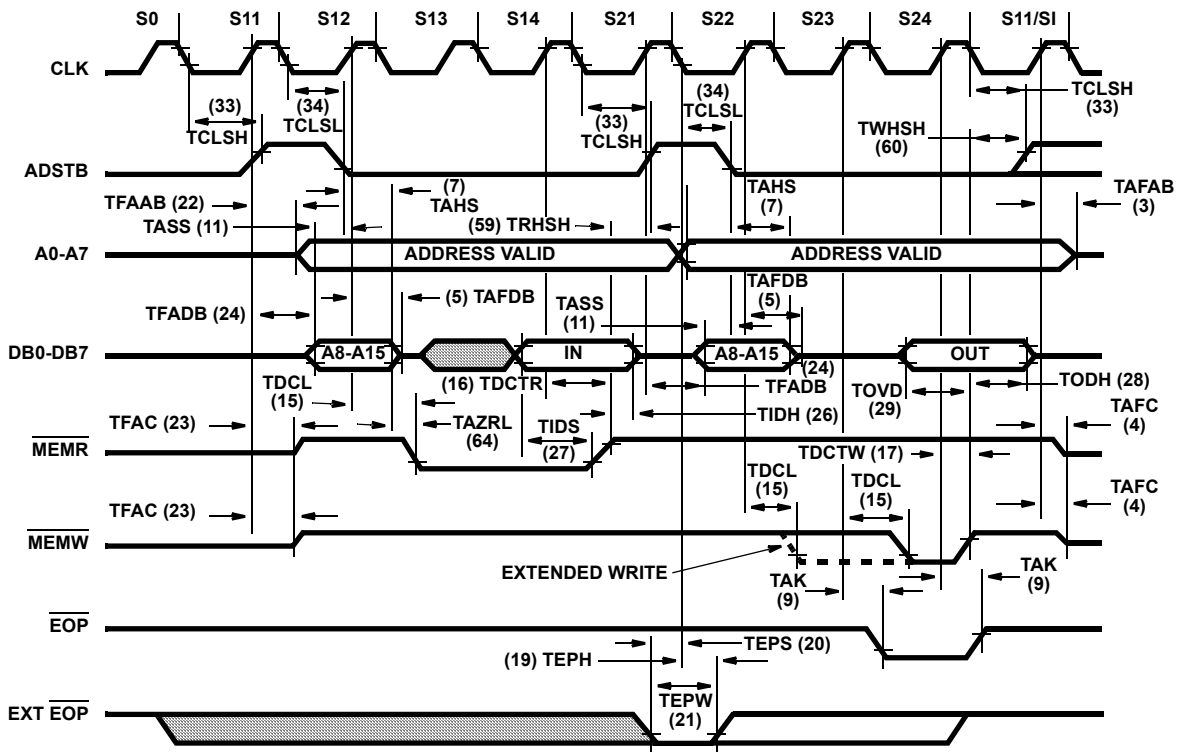 S0 S11 S12 S13 S14 S21 S22 S23 S24 S11/SI
CLK
(33)
TCLSH
(34)
TCLSL
(33)
TCLSH
(34)
TCLSL
TCLSH
(33)
TWHSH
(60)
ADSTB
TFAAB (22)
(7)
TAHS
TAHS
(7)
TAFAB
(3)
TASS (11)
(59) TRHSH
A0-A7
ADDRESS VALID
ADDRESS VALID
TFADB (24)
(5) TAFDB
TASS
(11)
TAFDB
(5)
DB0-DB7
A8-A15
IN
A8-A15
OUT
(24)
TFADB
TDCL
(15)
(16) TDCTR
TOVD
(29)
TODH (28)
TIDH (26)
TFAC (23)
TAZRL
(64)
TIDS
(27)
TAFC
(4)
MEMR
TDCTW (17)
TDCL
(15)
TDCL
(15)
TAFC
(4)
TFAC (23)
MEMW
EXTENDED WRITE
TAK
(9)
TAK
(9)
EOP
(19) TEPH
TEPS (20)
TEPW
(21)
EXT EOP